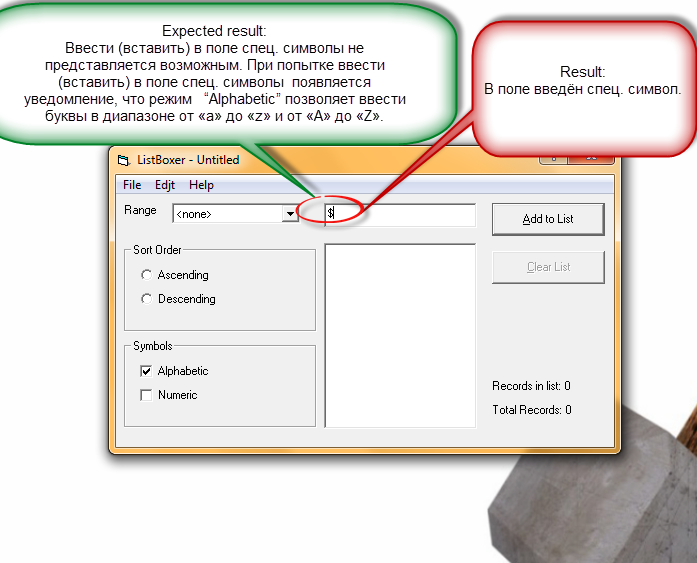 Expected result:
Ввести (вставить) в поле спец. символы не
представляется возможным. При попытке ввести
(вставить) в поле спец. символы появляется
уведомление, что режим “Alphabetic” позволяет ввести
буквы в диапазоне от «a» до «z» и от «A» до «Z».
Result:
В поле введён спец. символ.
ListBoxer - Untitled
File Edit Help
Range <none> $ Add to List
Sort Order
Ascending
Descending
Clear List
Symbols
Alphabetic
Numeric
Records in list: 0
Total Records: 0